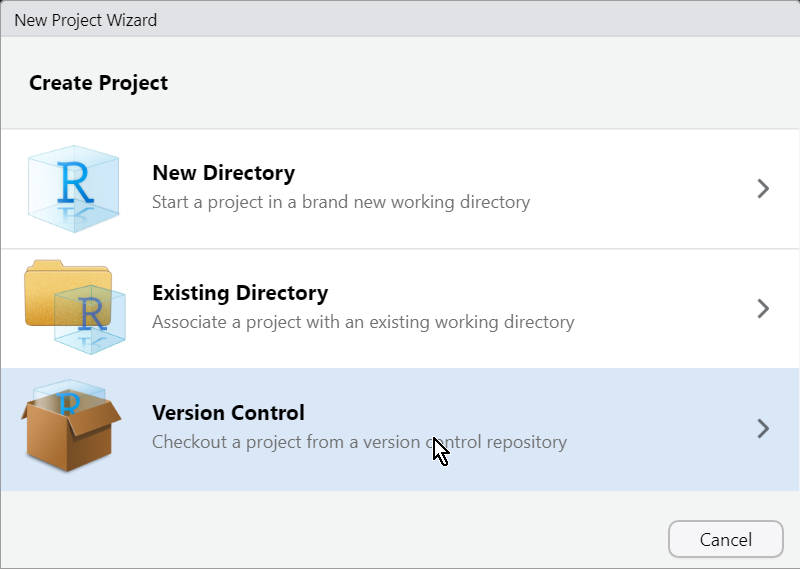 New Project Wizard
Create Project
R
New Directory
Start a project in a brand new working directory
R
Existing Directory
Associate a project with an existing working directory
R
Version Control
Checkout a project from a version control repository
Cancel